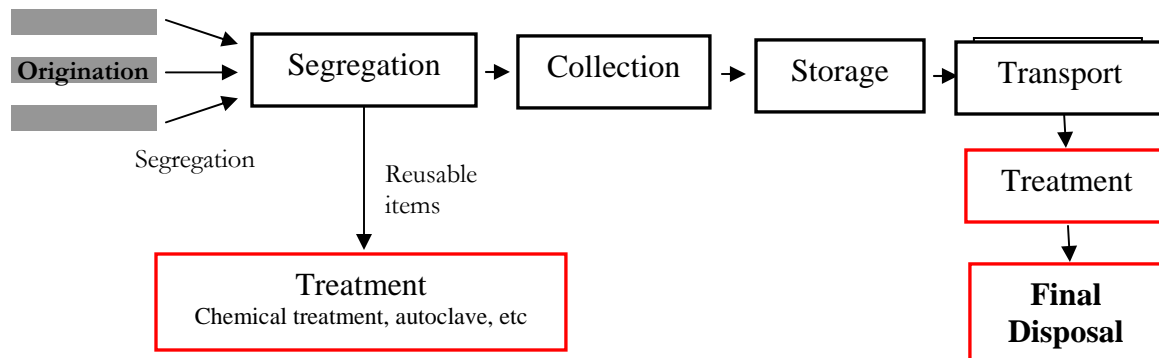 Origination
Segregation
Collection
Storage
Transport
Segregation
Reusable
items
Treatment
Treatment
Chemical treatment, autoclave, etc
Final
Disposal